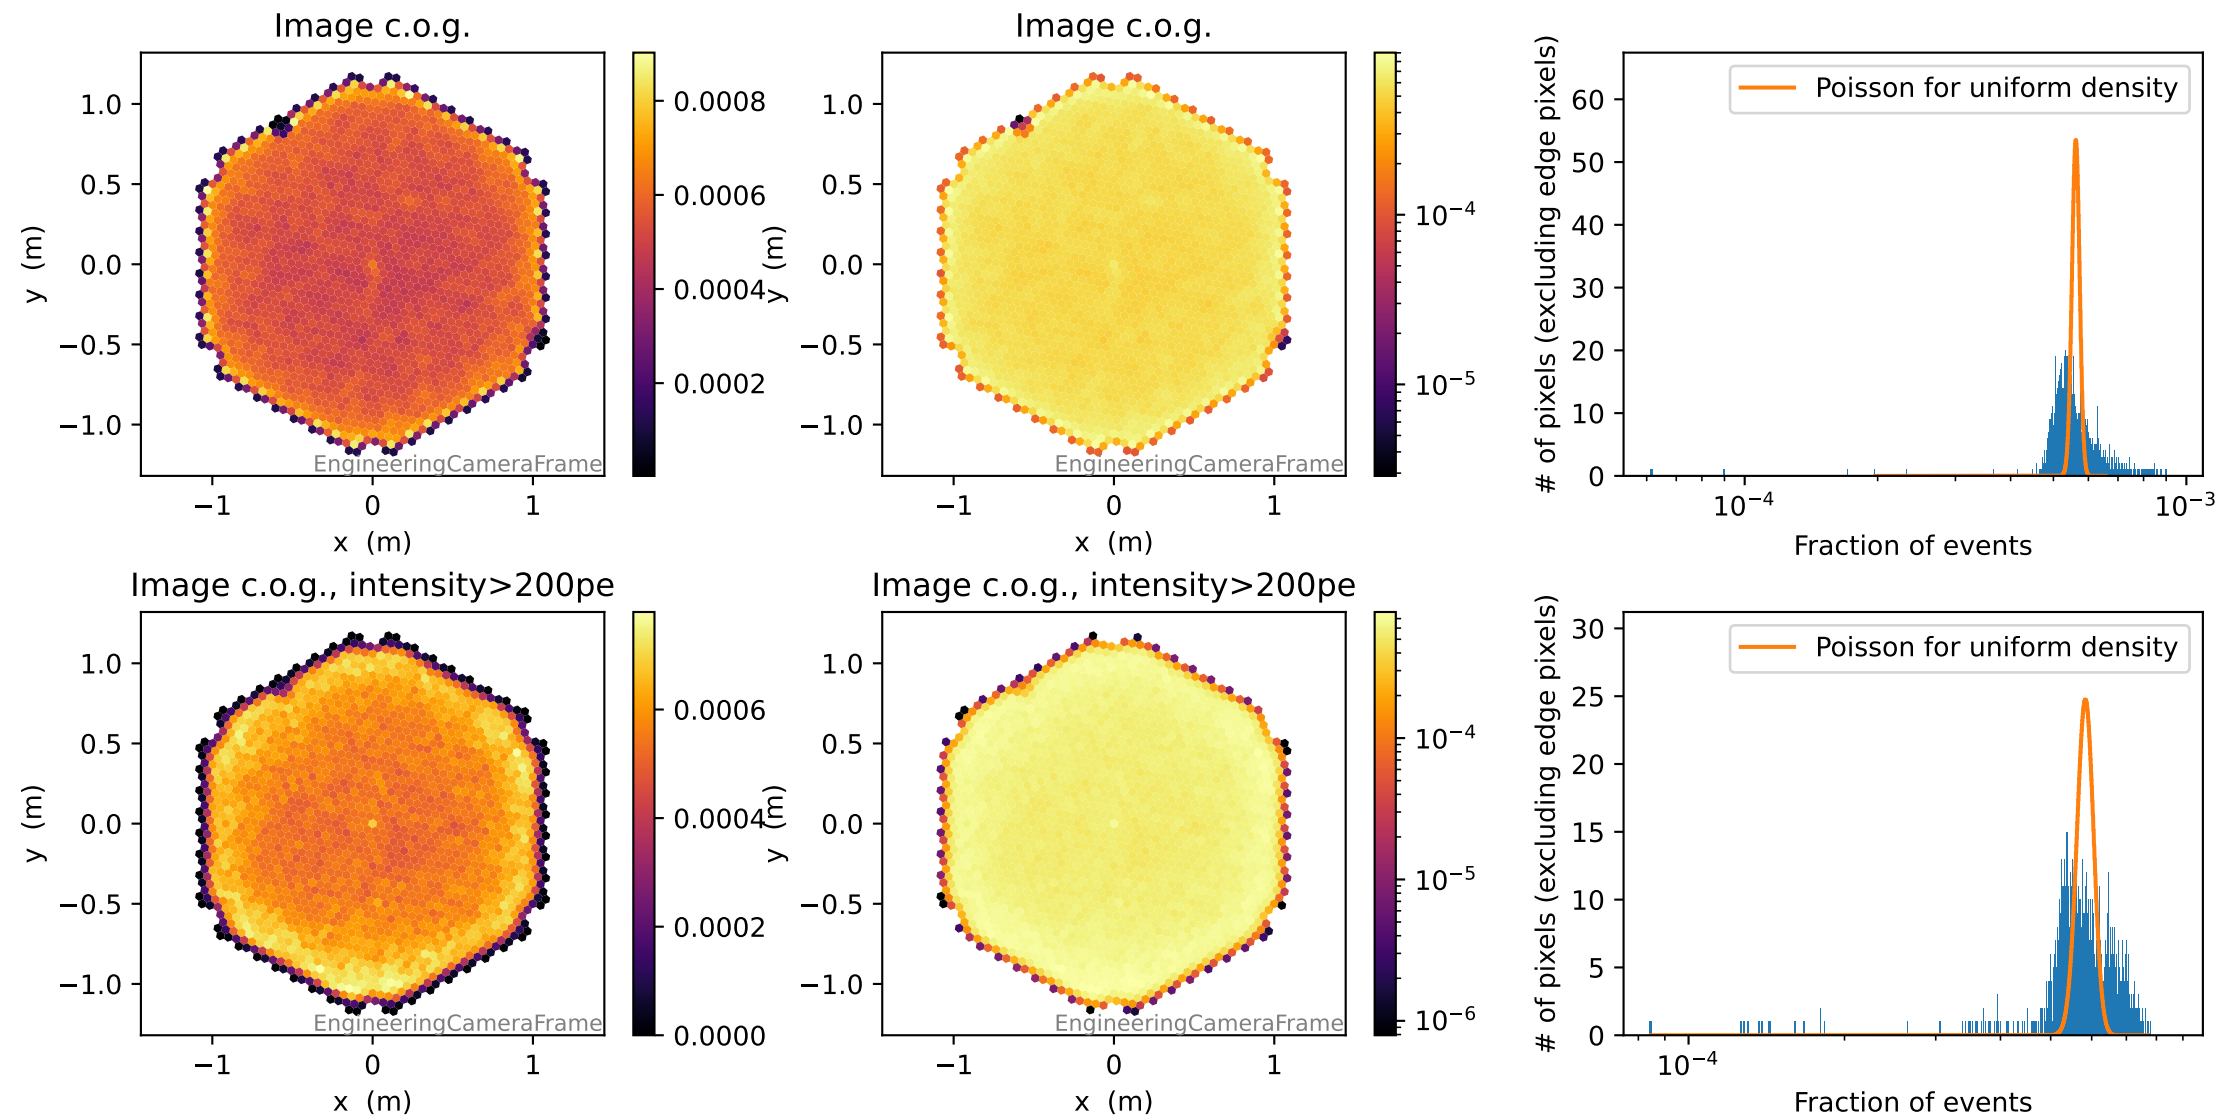 Image c.o.g.
1.0
0.5
0.0
−0.5
−1.0
y (m)
−1 0 1
x (m)
EngineeringCameraFrame
0.0008
0.0006
0.0004
0.0002
Image c.o.g.
1.0
0.5
0.0
−0.5
−1.0
y (m)
−1 0 1
x (m)
EngineeringCameraFrame
10⁻⁴
10⁻⁵
Poisson for uniform density
# of pixels (excluding edge pixels)
60
50
40
30
20
10
0
10⁻⁴ 10⁻³
Fraction of events
Image c.o.g., intensity>200pe
1.0
0.5
0.0
−0.5
−1.0
y (m)
−1 0 1
x (m)
EngineeringCameraFrame
0.0006
0.0004
0.0002
0.0000
Image c.o.g., intensity>200pe
1.0
0.5
0.0
−0.5
−1.0
y (m)
−1 0 1
x (m)
EngineeringCameraFrame
10⁻⁴
10⁻⁵
10⁻⁶
Poisson for uniform density
# of pixels (excluding edge pixels)
30
25
20
15
10
5
0
10⁻⁴
Fraction of events